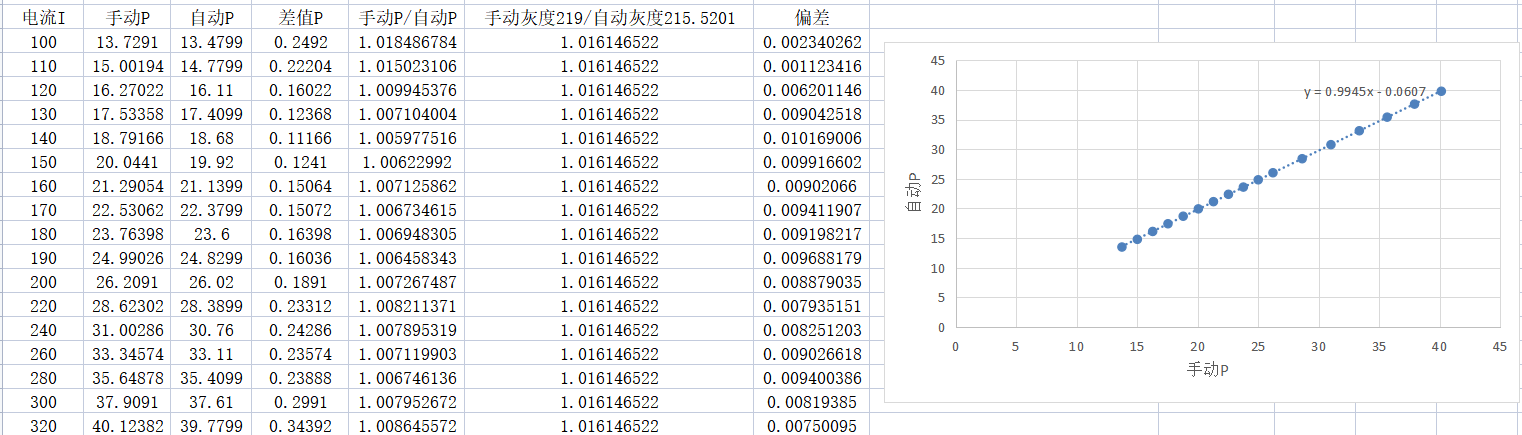 电流I 手动P 自动P 差值P 手动P/自动P 手动灰度219/自动灰度215.5201 偏差
100 13.7291 13.4799 0.2492 1.018486784 1.016146522 0.002340262
110 15.00194 14.7799 0.22204 1.015023106 1.016146522 0.001123416
120 16.27022 16.11 0.16022 1.009945376 1.016146522 0.006201146
130 17.53358 17.4099 0.12368 1.007104004 1.016146522 0.009042518
140 18.79166 18.68 0.11166 1.005977516 1.016146522 0.010169006
150 20.0441 19.92 0.1241 1.00622992 1.016146522 0.009916602
160 21.29054 21.1399 0.15064 1.007125862 1.016146522 0.00902066
170 22.53062 22.3799 0.15072 1.006734615 1.016146522 0.009411907
180 23.76398 23.6 0.16398 1.006948305 1.016146522 0.009198217
190 24.99026 24.8299 0.16036 1.006458343 1.016146522 0.009688179
200 26.2091 26.02 0.1891 1.007267487 1.016146522 0.008879035
220 28.62302 28.3899 0.23312 1.008211371 1.016146522 0.007935151
240 31.00286 30.76 0.24286 1.007895319 1.016146522 0.008251203
260 33.34574 33.11 0.23574 1.007119903 1.016146522 0.009026618
280 35.64878 35.4099 0.23888 1.006746136 1.016146522 0.009400386
300 37.9091 37.61 0.2991 1.007952672 1.016146522 0.00819385
320 40.12382 39.7799 0.34392 1.008645572 1.016146522 0.00750095
45
40
35
30
25
20
15
10
5
0
自动P
y = 0.9945x - 0.0607
0 5 10 15 20 25 30 35 40 45
手动P